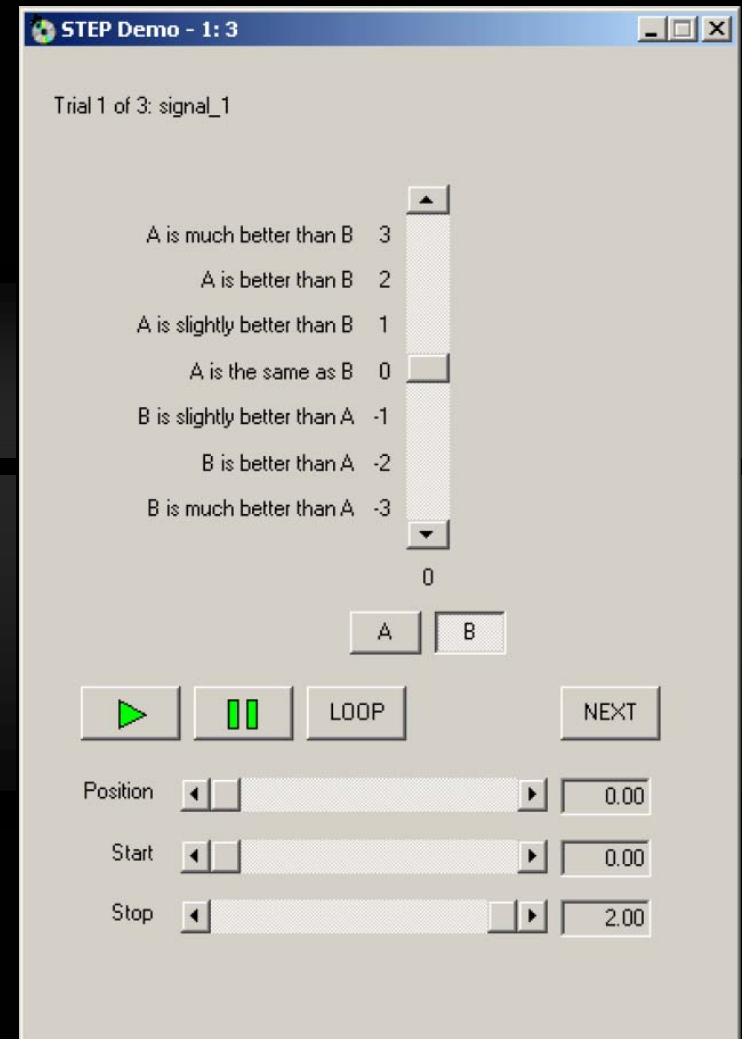 STEP Demo - 1: 3
Trial 1 of 3: signal_1
A is much better than B 3
A is better than B 2
A is slightly better than B 1
A is the same as B 0
B is slightly better than A -1
B is better than A -2
B is much better than A -3
0
A B
LOOP NEXT
Position 0.00
Start 0.00
Stop 2.00